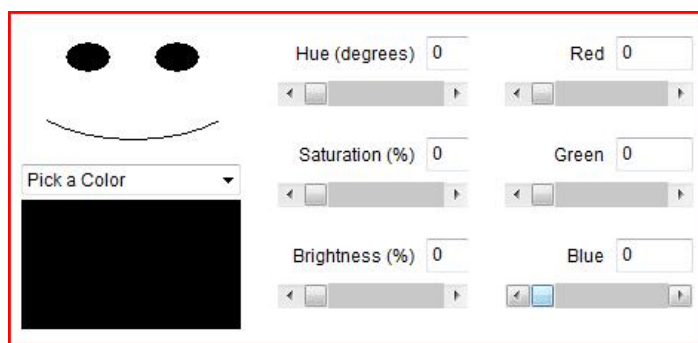 Hue (degrees) 0
Red 0
Saturation (%) 0
Green 0
Pick a Color
Brightness (%) 0
Blue 0